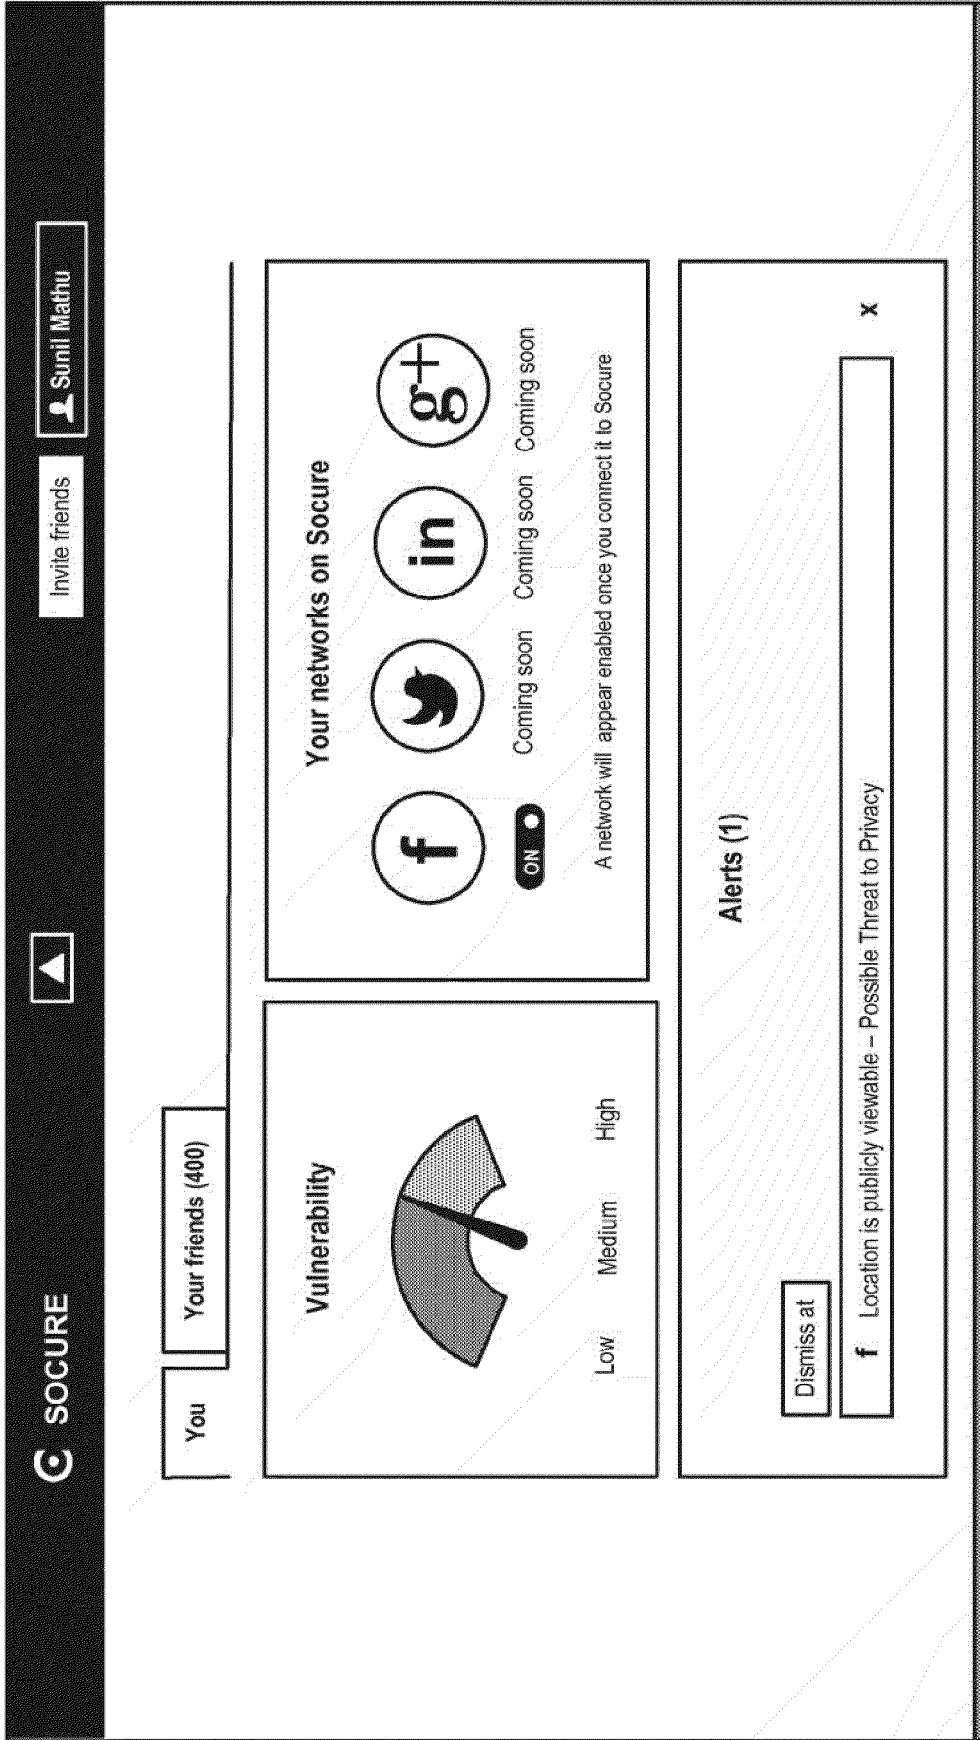 SOCURE
Invite friends
Sunil Mathu
You
Your friends (400)
Vulnerability
Low Medium High
Your networks on Socure
f in g+
ON Coming soon Coming soon Coming soon
A network will appear enabled once you connect it to Socure
Alerts (1)
Dismiss at
f Location is publicly viewable – Possible Threat to Privacy x